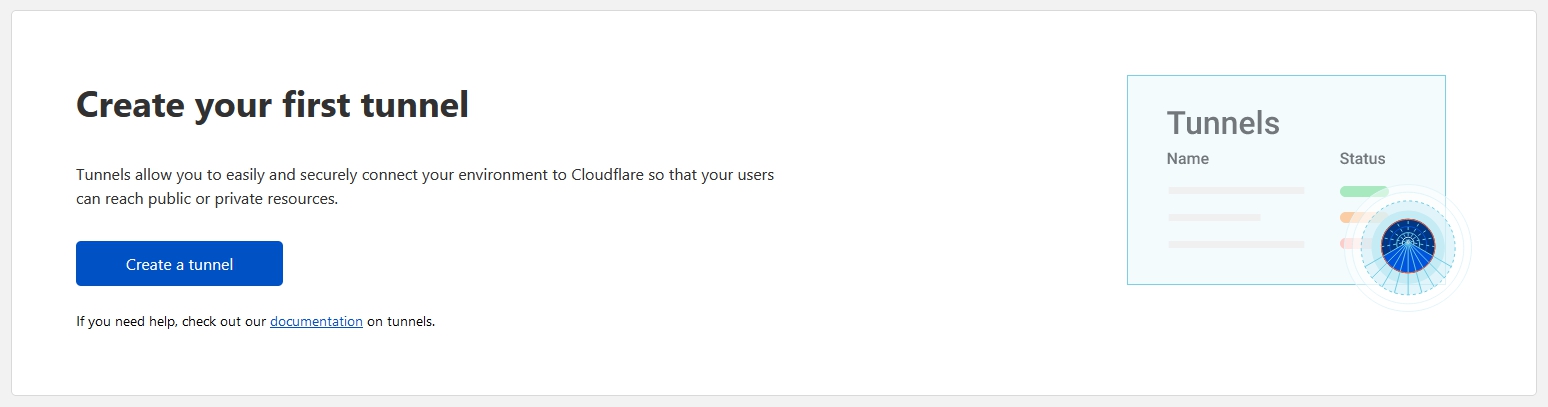 Create your first tunnel
Tunnels allow you to easily and securely connect your environment to Cloudflare so that your users
can reach public or private resources.
Create a tunnel
If you need help, check out our documentation on tunnels.
Tunnels
Name Status